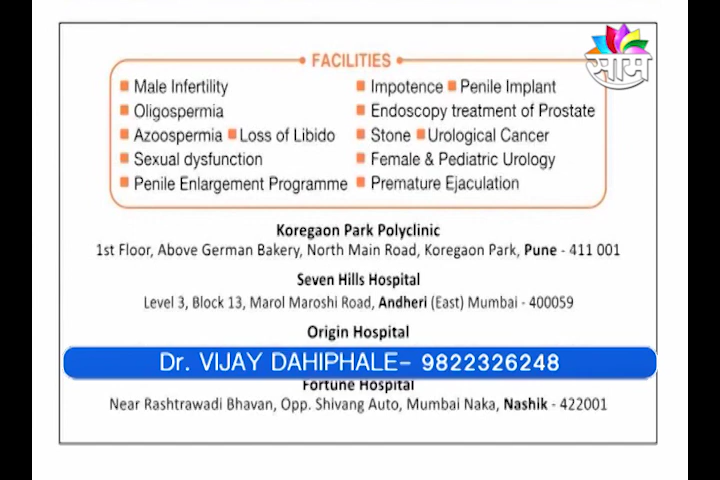 साम
FACILITIES
Male Infertility
Oligospermia
Azoospermia Loss of Libido
Sexual dysfunction
Penile Enlargement Programme
Impotence Penile Implant
Endoscopy treatment of Prostate
Stone Urological Cancer
Female & Pediatric Urology
Premature Ejaculation
Koregaon Park Polyclinic
1st Floor, Above German Bakery, North Main Road, Koregaon Park, Pune - 411 001
Seven Hills Hospital
Level 3, Block 13, Marol Maroshi Road, Andheri (East) Mumbai - 400059
Origin Hospital
Dr. VIJAY DAHIPHALE- 9822326248
Fortune Hospital
Near Rashtrawadi Bhavan, Opp. Shivang Auto, Mumbai Naka, Nashik - 422001